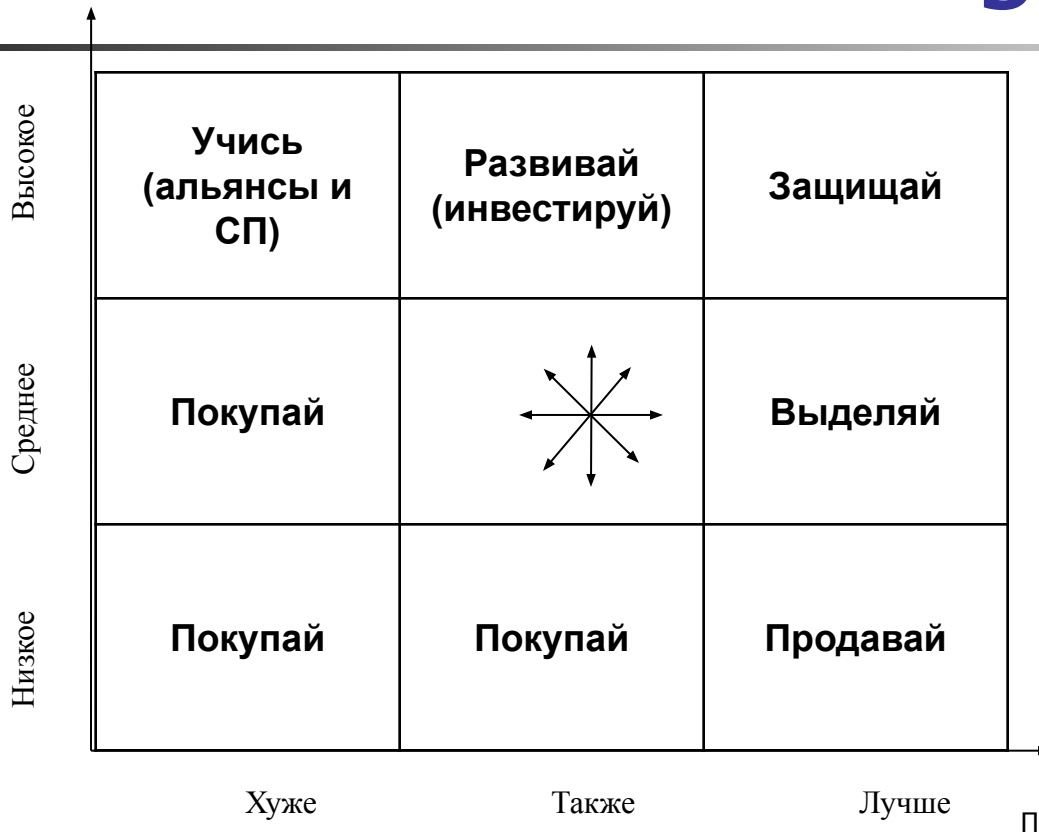 Высокое
Учись
(альянсы и
СП)
Развивай
(инвестируй)
Защищай
Среднее
Покупай
Выделяй
Низкое
Покупай
Покупай
Продавай
Хуже
Также
Лучше